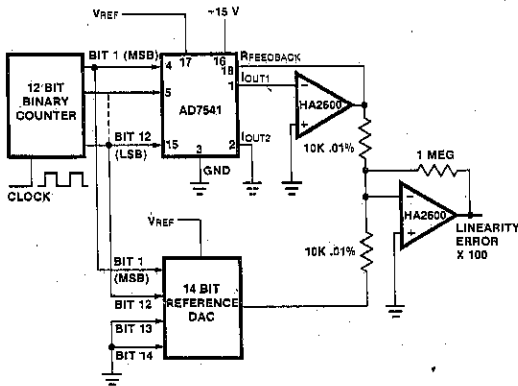 VREF
+15 V
BIT 1 (MSB)
4
17
16
18
RFEEDBACK
12 BIT
BINARY
COUNTER
5
AD7541
1
IOUT1
HA2600
BIT 12
(LSB)
15
3
2
IOUT2
GND
10K .01%
1 MEG
CLOCK
HA2600
LINEARITY
ERROR
X 100
VREF
10K .01%
BIT 1
(MSB)
14 BIT
REFERENCE
DAC
BIT 12
BIT 13
BIT 14